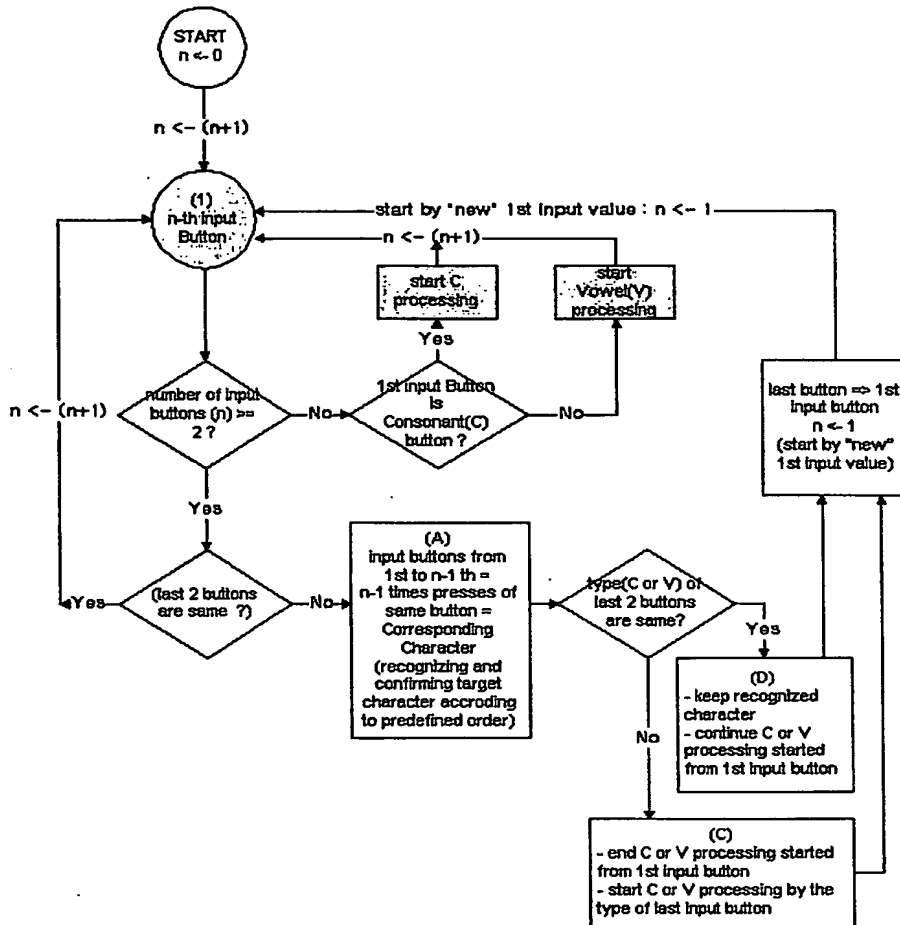 START
n <- 0
n <- (n+1)
(1)
n-th input
Button
start by "new" 1st input value : n <- 1
n <- (n+1)
start C
processing
start
Vowel(V)
processing
Yes
number of input
buttons (n) >=
2 ?
No
1st input Button
is
Consonant(C)
button ?
No
n <- (n+1)
last button => 1st
input button
n <- 1
(start by "new"
1st input value)
Yes
(last 2 buttons
are same ?)
Yes
No
(A)
input buttons from
1st to n-1 th =
n-1 times presses of
same button =
Corresponding
Character
(recognizing and
confirming target
character accroding
to predefined order)
type(C or V) of
last 2 buttons
are same?
Yes
No
(D)
- keep recognized
character
- continue C or V
processing started
from 1st input button
(C)
- end C or V processing started
from 1st input button
- start C or V processing by the
type of last input button